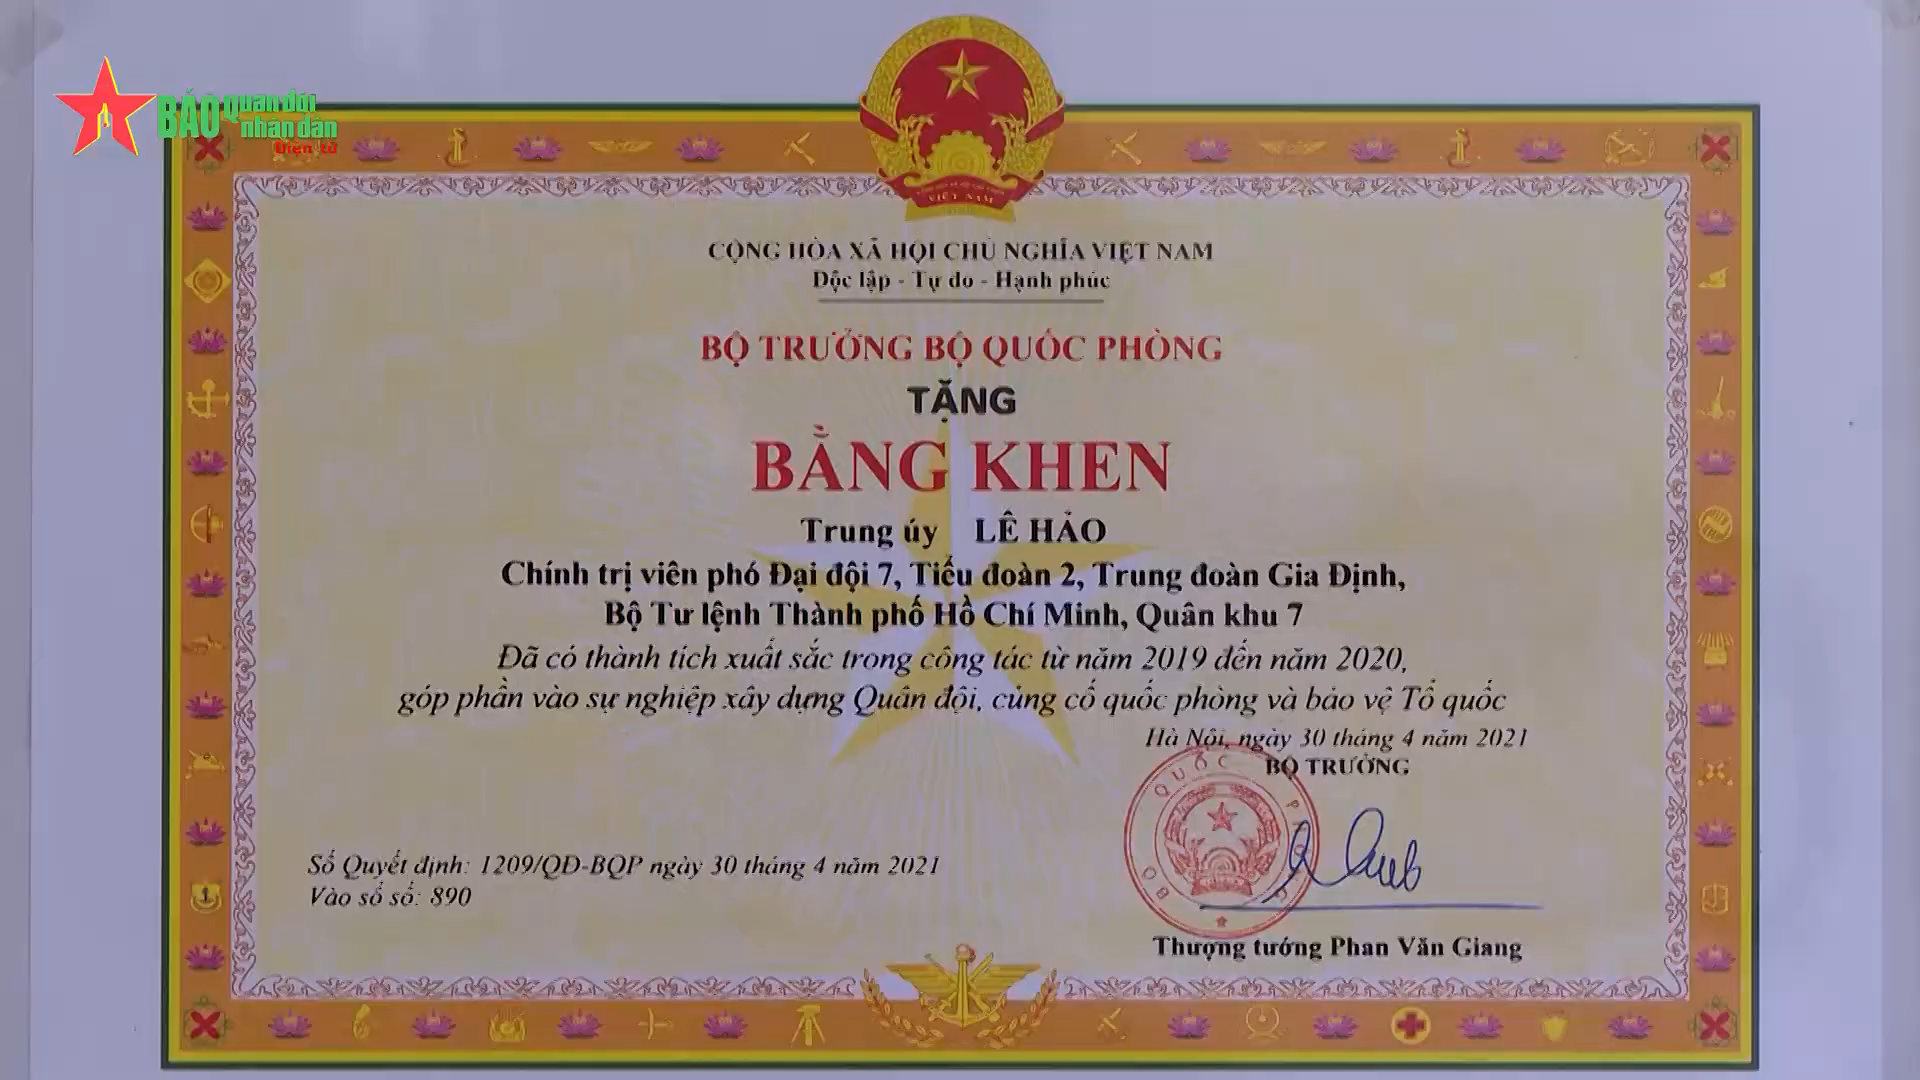 BÁO Quân đội
nhân dân
Điện tử
VIỆT NAM
CỘNG HÒA XÃ HỘI CHỦ NGHĨA VIỆT NAM
Độc lập - Tự do - Hạnh phúc
BỘ TRƯỞNG BỘ QUỐC PHÒNG
TẶNG
BẰNG KHEN
Trung úy LÊ HẢO
Chính trị viên phó Đại đội 7, Tiểu đoàn 2, Trung đoàn Gia Định,
Bộ Tư lệnh Thành phố Hồ Chí Minh, Quân khu 7
Đã có thành tích xuất sắc trong công tác từ năm 2019 đến năm 2020,
góp phần vào sự nghiệp xây dựng Quân đội, củng cố quốc phòng và bảo vệ Tổ quốc
Hà Nội, ngày 30 tháng 4 năm 2021
BỘ TRƯỞNG
BỘ QUỐC PHÒNG
Số Quyết định: 1209/QĐ-BQP ngày 30 tháng 4 năm 2021
Vào sổ số: 890
Thượng tướng Phan Văn Giang